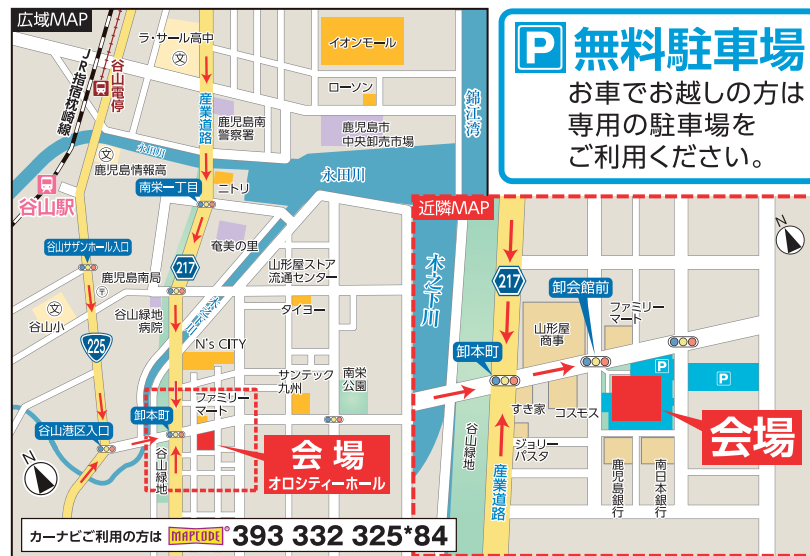 広域MAP
ラ・サール高中
文
イオンモール
谷山電停
JR指宿枕崎線
産業道路
ローソン
錦江湾
鹿児島南
警察署
鹿児島市
中央卸売市場
永田川
文
鹿児島情報高
南栄一丁目
ニトリ
永田川
谷山駅
谷山サザンホール入口
奄美の里
鹿児島南局
217
山形屋ストア
流通センター
木之下川
文
谷山小
谷山緑地
病院
タイヨー
225
N's CITY
サンテック
九州
南栄
公園
ファミリー
マート
卸本町
谷山港区入口
谷山緑地
会場
オロシティーホール
N
カーナビご利用の方は MAPCODE 393 332 325*84
P 無料駐車場
お車でお越しの方は
専用の駐車場を
ご利用ください。
近隣MAP
N
木之下川
217
卸会館前
ファミリー
マート
山形屋
商事
卸本町
P
P
すき家
コスモス
会場
谷山緑地
ジョリー
パスタ
産業道路
鹿児島銀行
南日本銀行